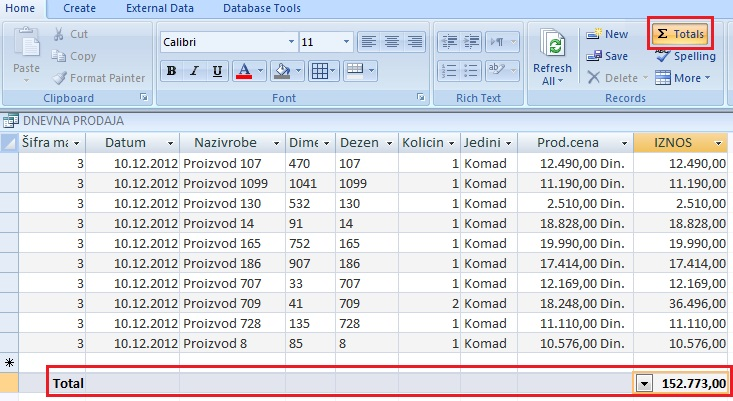 Home Create External Data Database Tools
Cut
Copy
Format Painter
Paste
Clipboard
Calibri 11
B I U A
Font
Rich Text
Refresh All
New
Save
Delete
Σ Totals
Spelling
More
Records
DNEVNA PRODAJA
Šifra ma Datum Nazivrobe Dime Dezen Kolicin Jedini Prod.cena IZNOS
3 10.12.2012 Proizvod 107 470 107 1 Komad 12.490,00 Din. 12.490,00
3 10.12.2012 Proizvod 1099 1041 1099 1 Komad 11.190,00 Din. 11.190,00
3 10.12.2012 Proizvod 130 532 130 1 Komad 2.510,00 Din. 2.510,00
3 10.12.2012 Proizvod 14 91 14 1 Komad 18.828,00 Din. 18.828,00
3 10.12.2012 Proizvod 165 752 165 1 Komad 19.990,00 Din. 19.990,00
3 10.12.2012 Proizvod 186 907 186 1 Komad 17.414,00 Din. 17.414,00
3 10.12.2012 Proizvod 707 33 707 1 Komad 12.169,00 Din. 12.169,00
3 10.12.2012 Proizvod 709 41 709 2 Komad 18.248,00 Din. 36.496,00
3 10.12.2012 Proizvod 728 135 728 1 Komad 11.110,00 Din. 11.110,00
3 10.12.2012 Proizvod 8 85 8 1 Komad 10.576,00 Din. 10.576,00
Total 152.773,00